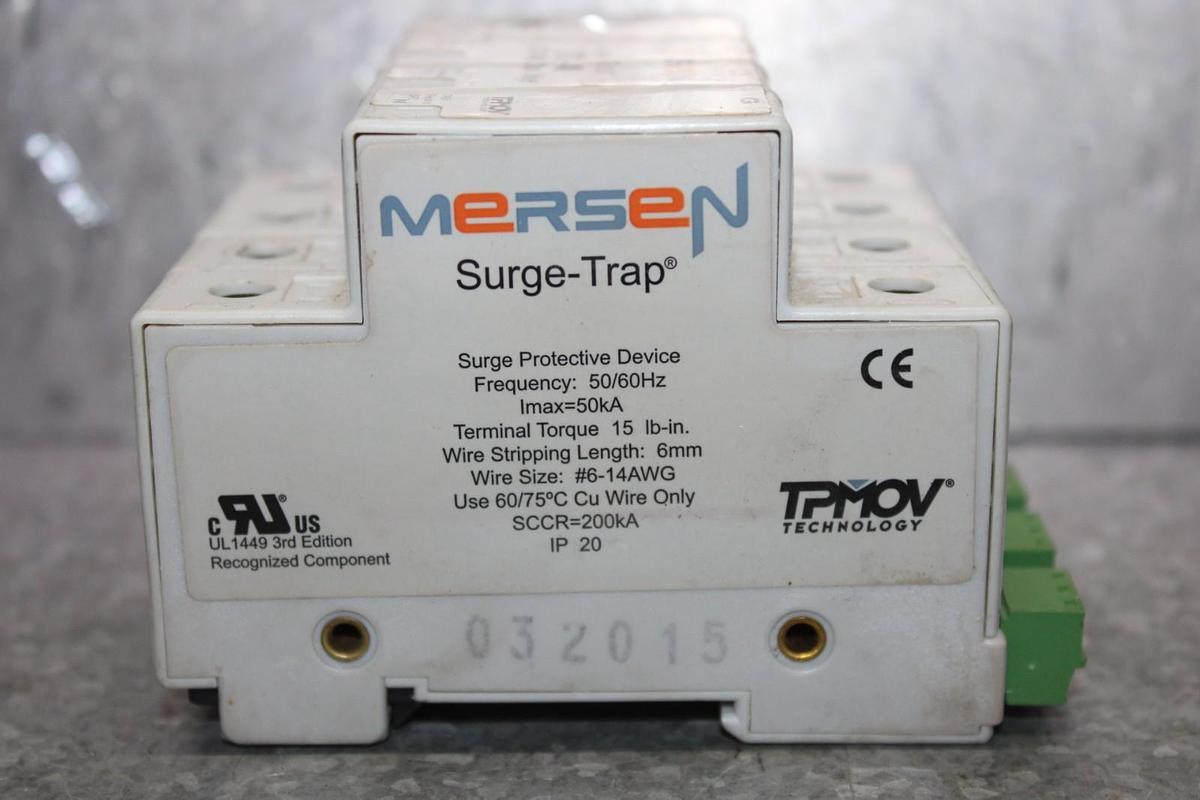 TPMOV
G
MERSEN
Surge-Trap®
Surge Protective Device
Frequency: 50/60Hz
Imax=50kA
Terminal Torque 15 lb-in.
Wire Stripping Length: 6mm
Wire Size: #6-14AWG
Use 60/75ºC Cu Wire Only
SCCR=200kA
IP 20
CE
C RU® US
UL1449 3rd Edition
Recognized Component
TPMOV®
TECHNOLOGY
032015